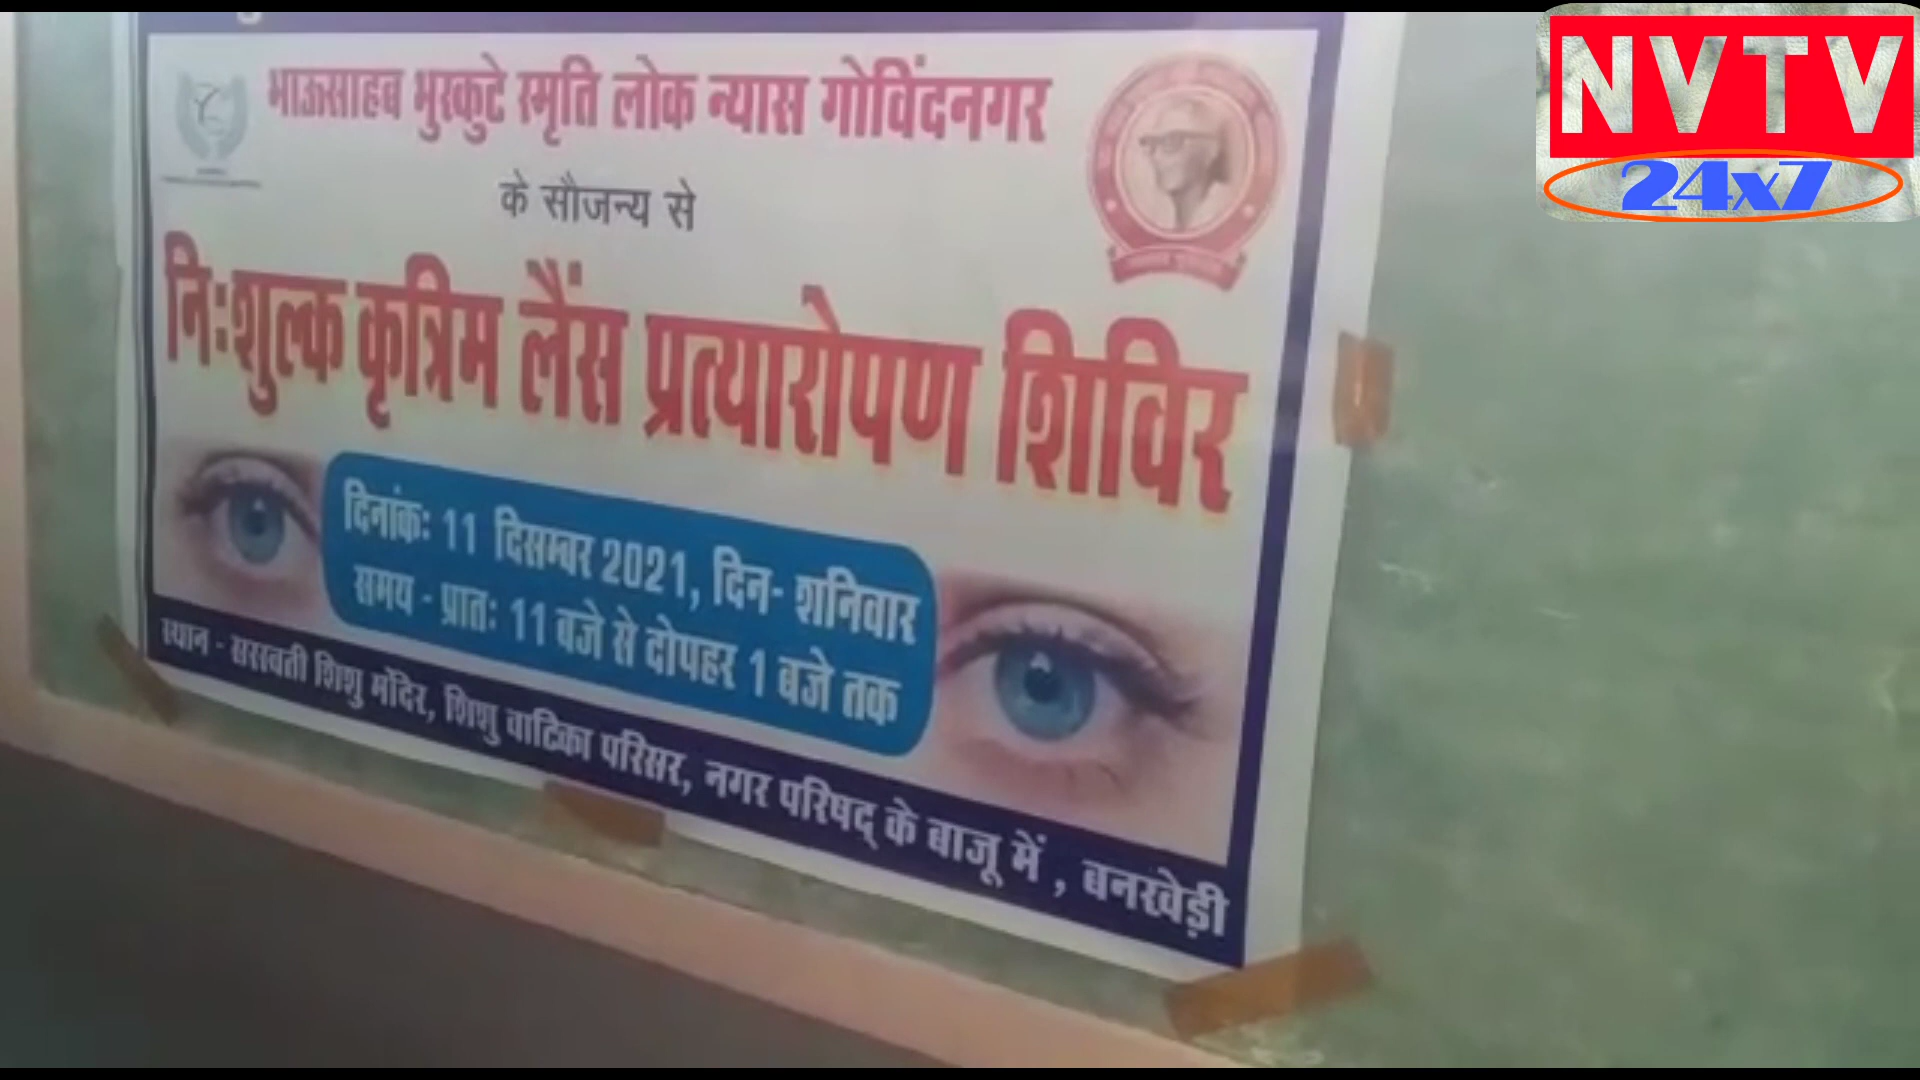 भाऊसाहब भुस्कुटे स्मृति लोक न्यास गोविंदनगर
के सौजन्य से
निःशुल्क कृत्रिम लैंस प्रत्यारोपण शिविर
दिनांकः 11 दिसम्बर 2021, दिन- शनिवार
समय - प्रातः 11 बजे से दोपहर 1 बजे तक
स्थान - सरस्वती शिशु मंदिर, शिशु वाटिका परिसर, नगर परिषद् के बाजू में , बनखेड़ी
NVTV
24x7